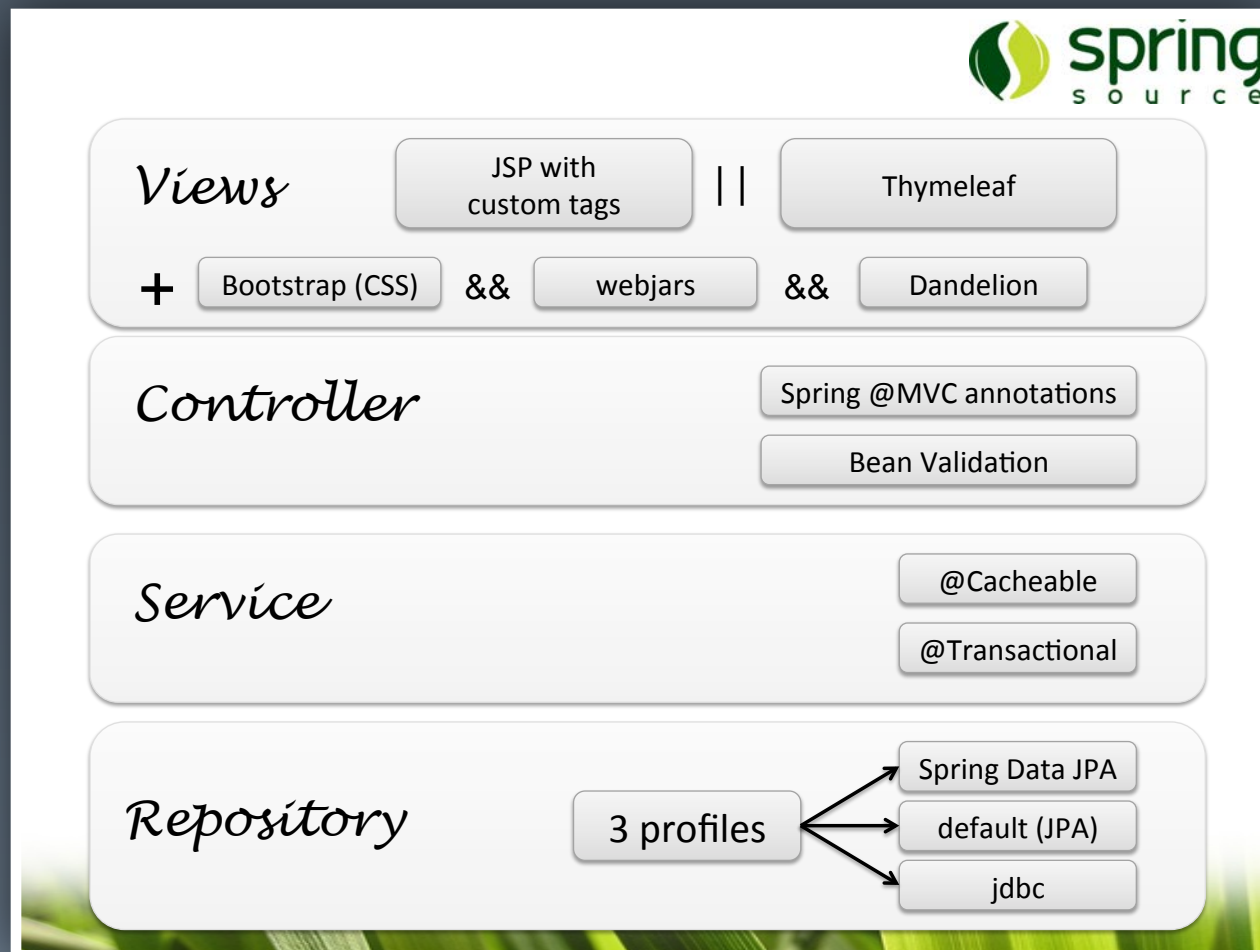 spring
source
Views
JSP with
custom tags
||
Thymeleaf
+
Bootstrap (CSS)
&&
webjars
&&
Dandelion
Controller
Spring @MVC annotations
Bean Validation
Service
@Cacheable
@Transactional
Repository
3 profiles
Spring Data JPA
default (JPA)
jdbc